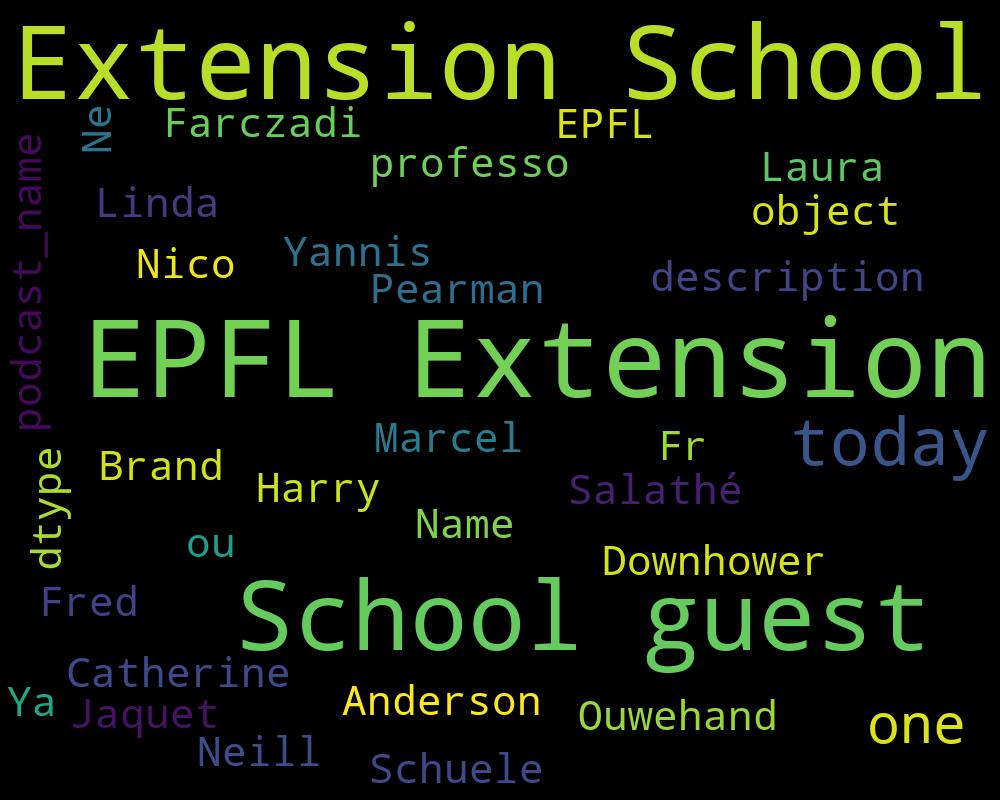 Extension School
Ne
Farczadi
EPFL
podcast_name
professo
Laura
Linda
object
Nico
Yannis
description
Pearman
EPFL Extension
Marcel
Fr
today
dtype
Brand
Harry
Salathé
Name
ou
Downhower
Fred
School guest
Catherine
Ya
Jaquet
Anderson
Ouwehand
one
Neill
Schuele